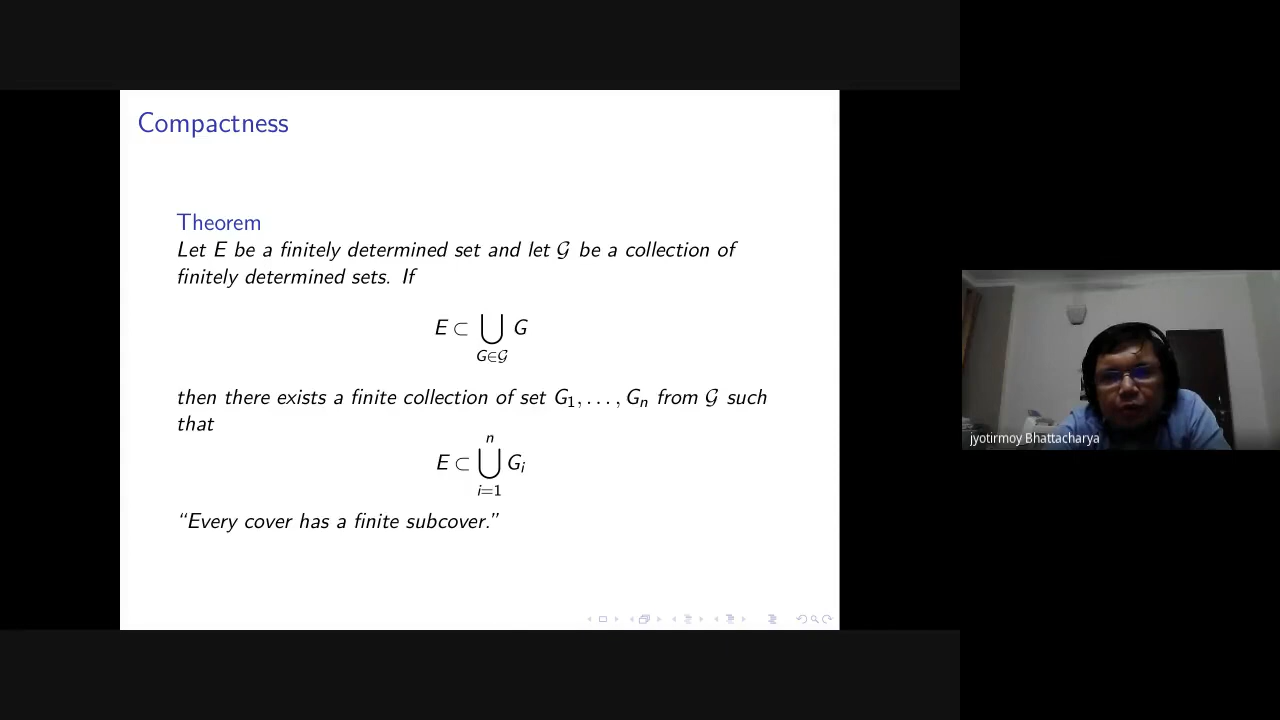 Compactness
Theorem
Let E be a finitely determined set and let 𝒢 be a collection of
finitely determined sets. If
E ⊂ ⋃ G
G∈𝒢
then there exists a finite collection of set G₁, . . . , Gₙ from 𝒢 such
that
n
E ⊂ ⋃ Gᵢ
i=1
“Every cover has a finite subcover.”
jyotirmoy Bhattacharya